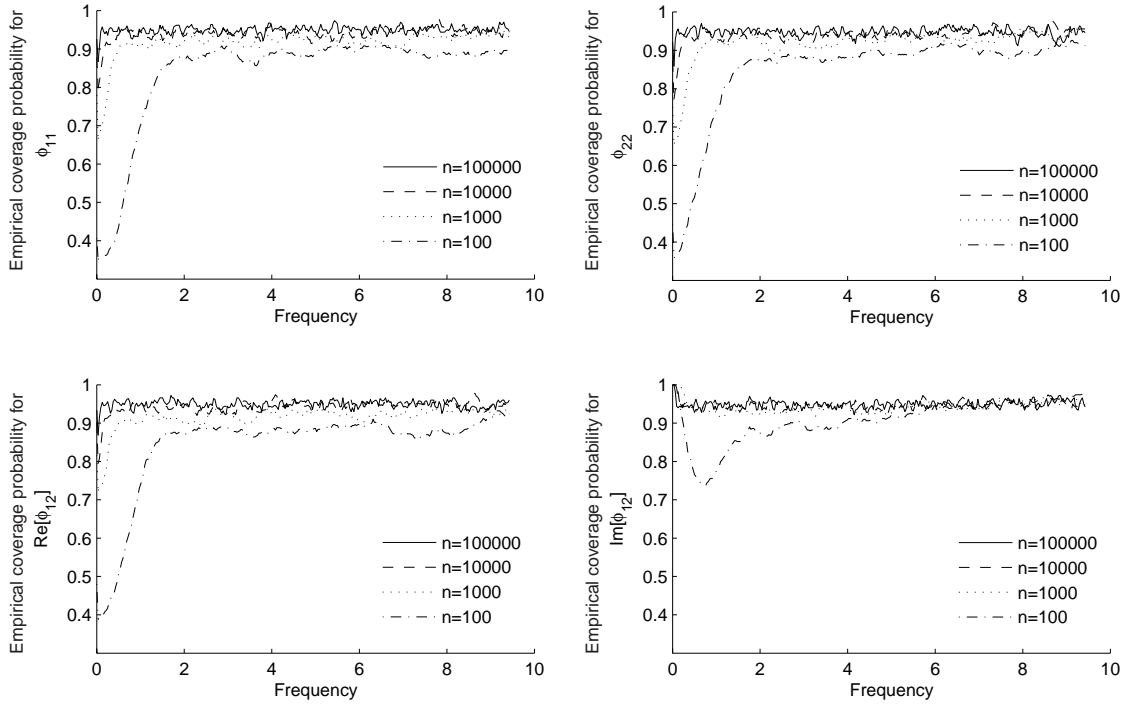 Empirical coverage probability for
ϕ11
1
0.9
0.8
0.7
0.6
0.5
0.4
0 2 4 6 8 10
Frequency
n=100000
n=10000
n=1000
n=100
Empirical coverage probability for
ϕ22
1
0.9
0.8
0.7
0.6
0.5
0.4
0 2 4 6 8 10
Frequency
n=100000
n=10000
n=1000
n=100
Empirical coverage probability for
Re[ϕ12]
1
0.9
0.8
0.7
0.6
0.5
0.4
0 2 4 6 8 10
Frequency
n=100000
n=10000
n=1000
n=100
Empirical coverage probability for
Im[ϕ12]
1
0.9
0.8
0.7
0.6
0.5
0.4
0 2 4 6 8 10
Frequency
n=100000
n=10000
n=1000
n=100